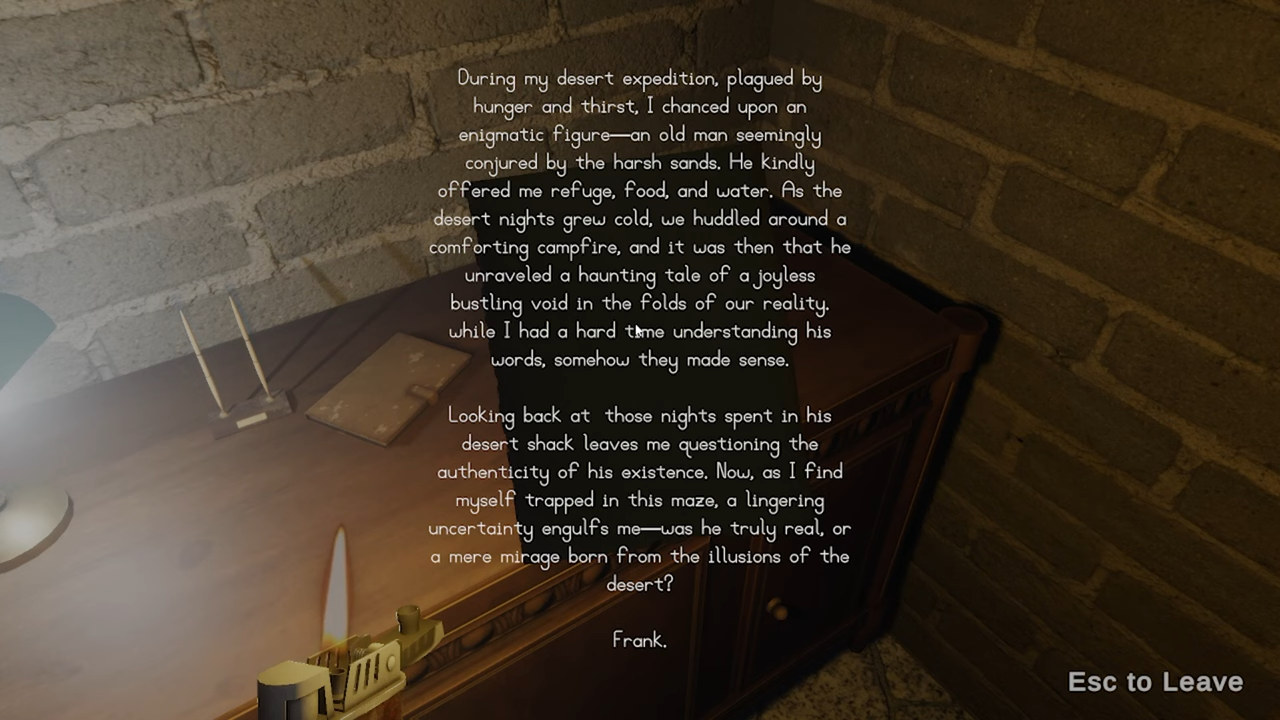 During my desert expedition, plagued by
hunger and thirst, I chanced upon an
enigmatic figure—an old man seemingly
conjured by the harsh sands. He kindly
offered me refuge, food, and water. As the
desert nights grew cold, we huddled around a
comforting campfire, and it was then that he
unraveled a haunting tale of a joyless
bustling void in the folds of our reality.
while I had a hard time understanding his
words, somehow they made sense.
Looking back at  those nights spent in his
desert shack leaves me questioning the
authenticity of his existence. Now, as I find
myself trapped in this maze, a lingering
uncertainty engulfs me—was he truly real, or
a mere mirage born from the illusions of the
desert?
Frank.
Esc to Leave